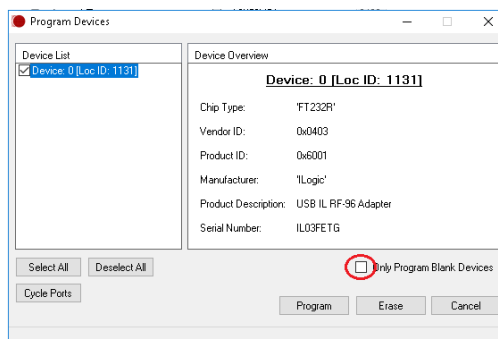 Program Devices
Device List
Device: 0 [Loc ID: 1131]
Device Overview
Device: 0 [Loc ID: 1131]
Chip Type: 'FT232R'
Vendor ID: 0x0403
Product ID: 0x6001
Manufacturer: 'ILogic'
Product Description: USB IL RF-96 Adapter
Serial Number: IL03FETG
Select All Deselect All
Only Program Blank Devices
Cycle Ports
Program Erase Cancel